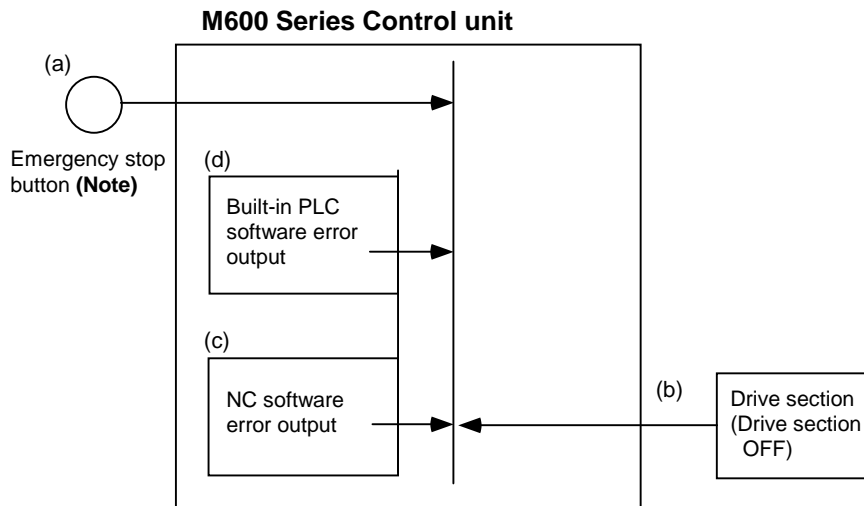 M600 Series Control unit
(a)
Emergency stop
button (Note)
(d)
Built-in PLC
software error
output
(c)
NC software
error output
(b)
Drive section
(Drive section
OFF)